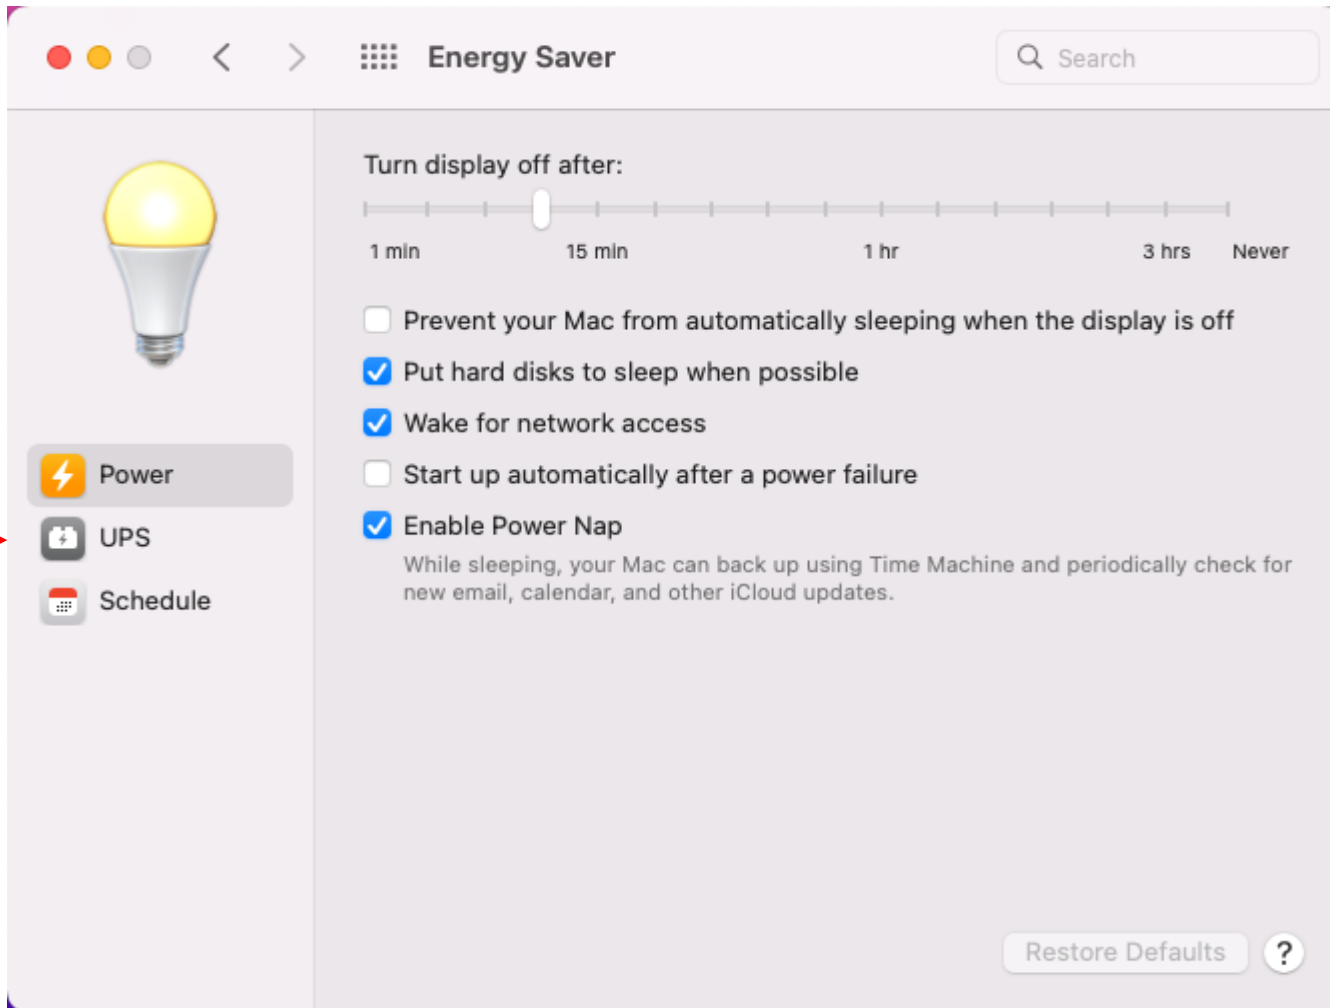 Energy Saver
Search
Turn display off after:
1 min 15 min 1 hr 3 hrs Never
Prevent your Mac from automatically sleeping when the display is off
Put hard disks to sleep when possible
Wake for network access
Start up automatically after a power failure
Enable Power Nap
While sleeping, your Mac can back up using Time Machine and periodically check for
new email, calendar, and other iCloud updates.
Power
UPS
Schedule
Restore Defaults ?